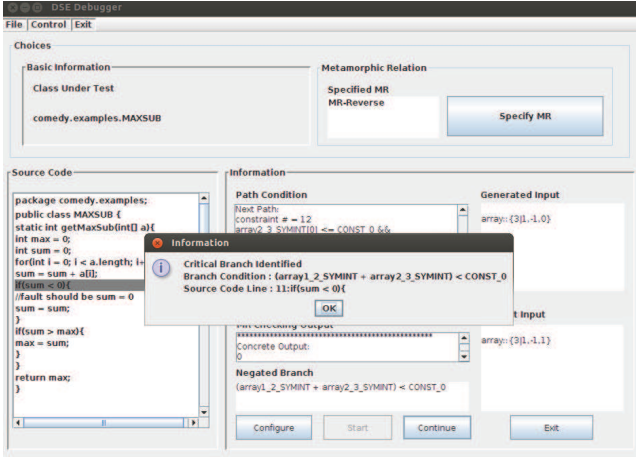 DSE Debugger
File Control Exit
Choices
Basic Information
Class Under Test
comedy.examples.MAXSUB
Metamorphic Relation
Specified MR
MR-Reverse
Specify MR
Source Code
package comedy.examples;
public class MAXSUB {
static int getMaxSub(int[] a){
int max = 0;
int sum = 0;
for(int i = 0; i < a.length; i+
sum = sum + a[i];
if(sum < 0){
//fault should be sum = 0
sum = sum;
}
if(sum > max){
max = sum;
}
}
return max;
}
Information
Path Condition
Next Path:
constraint # = 12
array2_3_SYMINT[0] <= CONST_0 &&
Generated Input
array::{3|1,-1,0}
Information
Critical Branch Identified
Branch Condition : (array1_2_SYMINT + array2_3_SYMINT) < CONST_0
Source Code Line : 11:if(sum < 0){
OK
t Input
array::{3|1,-1,1}
Checking Output
Concrete Output:
0
Negated Branch
(array1_2_SYMINT + array2_3_SYMINT) < CONST_0
Configure
Start
Continue
Exit